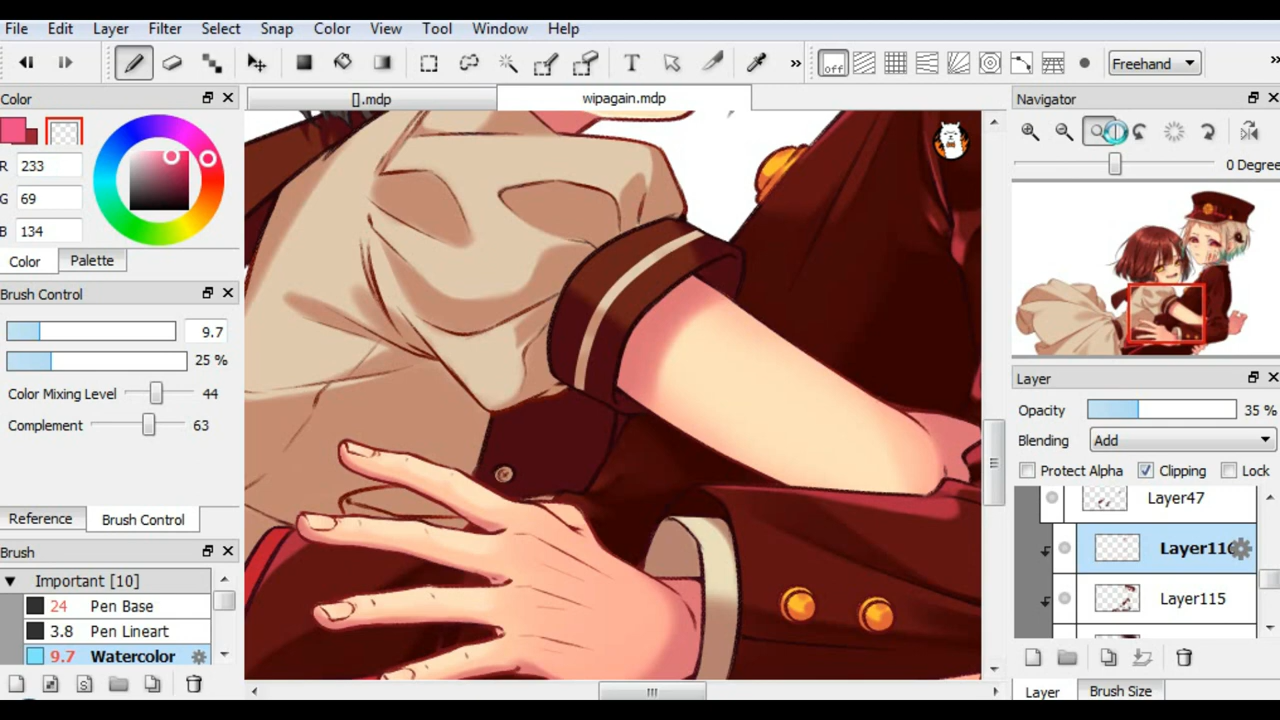 File Edit Layer Filter Select Snap Color View Tool Window Help
T » off Freehand »
Color
[].mdp wipagain.mdp
Navigator
R 233
G 69
B 134
0 Degree
Color Palette
Brush Control
9.7
25 %
Color Mixing Level 44
Complement 63
Reference Brush Control
Brush
Important [10]
24 Pen Base
3.8 Pen Lineart
9.7 Watercolor
Layer
Opacity 35 %
Blending Add
Protect Alpha Clipping Lock
Layer47
Layer115
Layer Brush Size